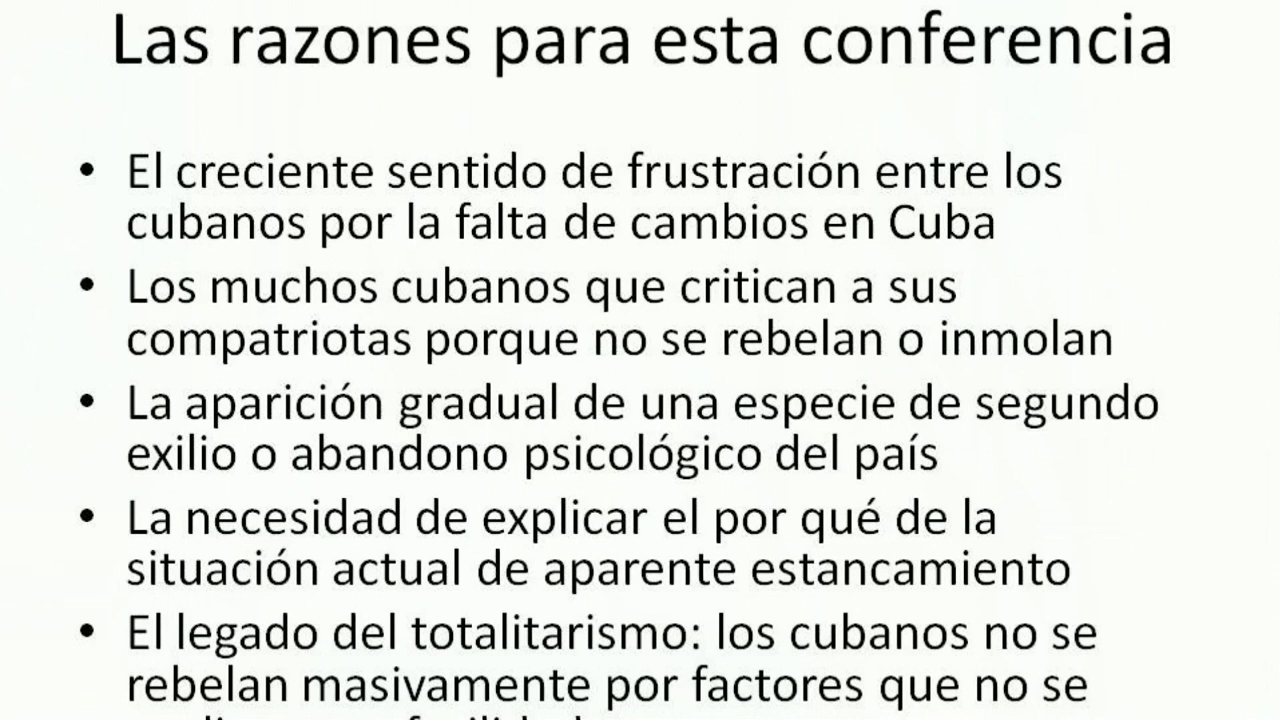 Las razones para esta conferencia
• El creciente sentido de frustración entre los
cubanos por la falta de cambios en Cuba
• Los muchos cubanos que critican a sus
compatriotas porque no se rebelan o inmolan
• La aparición gradual de una especie de segundo
exilio o abandono psicológico del país
• La necesidad de explicar el por qué de la
situación actual de aparente estancamiento
• El legado del totalitarismo: los cubanos no se
rebelan masivamente por factores que no se